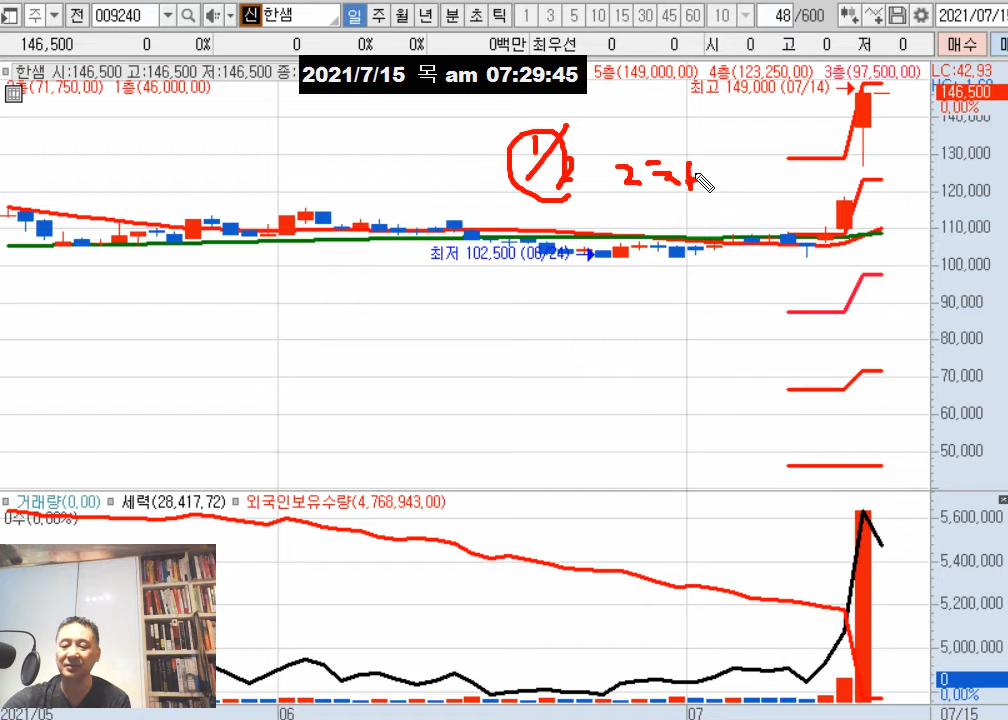 주 전 009240 신 한샘 일 주 월 년 분 초 틱 1 3 5 10 15 30 45 60 10 48 /600 2021/07/1
146,500 0 0% 0 0% 0% 0백만 최우선 0 0 시 0 고 0 저 0 매수
한샘 시:146,500 고:146,500 저:146,500 종: 5층(149,000,00) 4층(123,250,00) 3층(97,500,00) LC:42,93
2021/7/15 목 am 07:29:45
층(71,750,00) 1층(46,000,00) 최고 149,000 (07/14) 146,500
0,00%
140,000
130,000
120,000
110,000
최저 102,500 (06/24)
100,000
90,000
80,000
70,000
60,000
50,000
거래량(0,00) 세력(28,417,72) 외국인보유수량(4,768,943,00)
0주(0,00%)
5,600,000
5,400,000
5,200,000
5,000,000
0
0,00%
2021/05 06 07 07/15